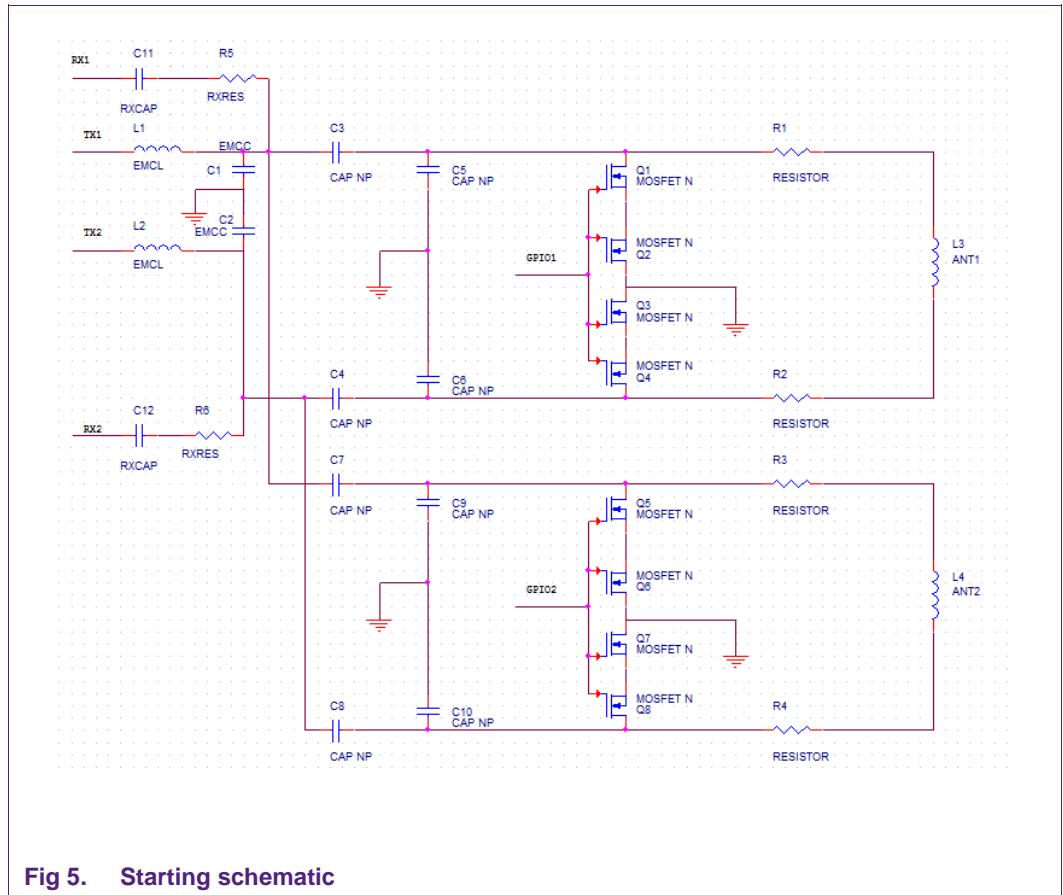 C11
R5
RX1
RXCAP
RXRES
TX1
L1
EMCL
EMCC
C1
C3
CAP NP
R1
RESISTOR
C5
CAP NP
Q1
MOSFET N
L2
TX2
EMCL
C2
EMCC
GPIO1
MOSFET N
Q2
Q3
MOSFET N
L3
ANT1
MOSFET N
Q4
C6
CAP NP
C4
CAP NP
R2
RESISTOR
C12
R6
RX2
RXCAP
RXRES
C7
CAP NP
R3
RESISTOR
C9
CAP NP
Q5
MOSFET N
GPIO2
MOSFET N
Q6
Q7
MOSFET N
L4
ANT2
MOSFET N
Q8
C10
CAP NP
C8
CAP NP
R4
RESISTOR
Fig 5. Starting schematic